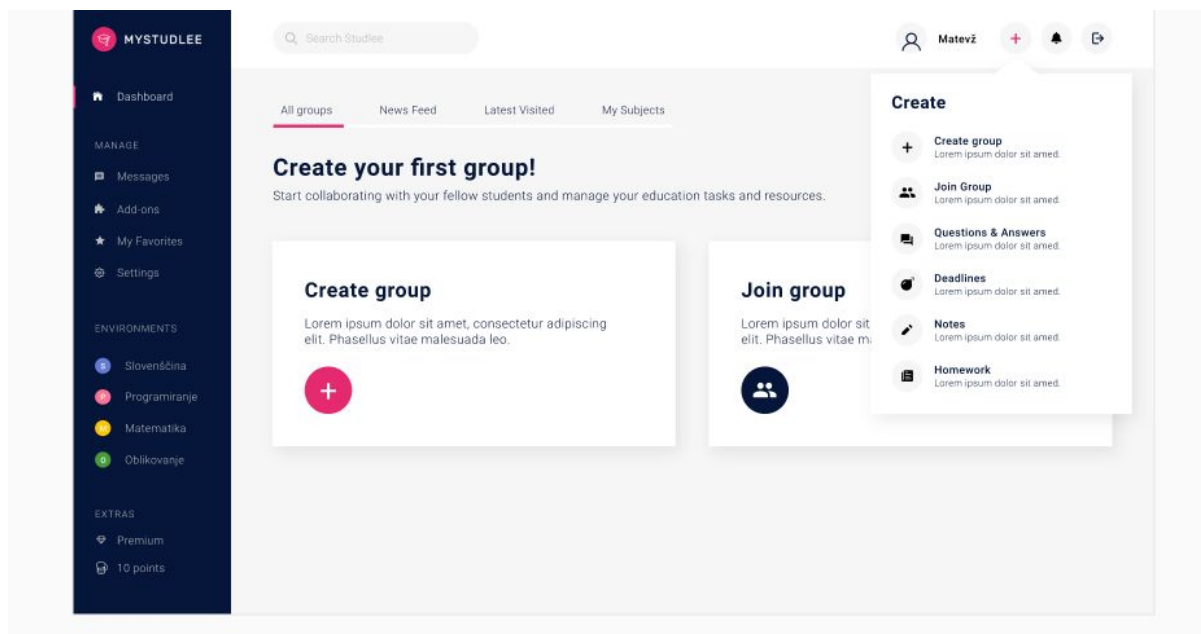 MYSTUDLEE
Search Studlee
Matevž
Dashboard
MANAGE
Messages
Add-ons
My Favorites
Settings
ENVIRONMENTS
S Slovenščina
P Programiranje
M Matematika
O Oblikovanje
EXTRAS
Premium
10 points
All groups
News Feed
Latest Visited
My Subjects
Create your first group!
Start collaborating with your fellow students and manage your education tasks and resources.
Create group
Lorem ipsum dolor sit amet, consectetur adipiscing
elit. Phasellus vitae malesuada leo.
Join group
Lorem ipsum dolor sit
elit. Phasellus vitae m
Create
Create group
Lorem ipsum dolor sit amed.
Join Group
Lorem ipsum dolor sit amed.
Questions & Answers
Lorem ipsum dolor sit amed.
Deadlines
Lorem ipsum dolor sit amed.
Notes
Lorem ipsum dolor sit amed.
Homework
Lorem ipsum dolor sit amed.